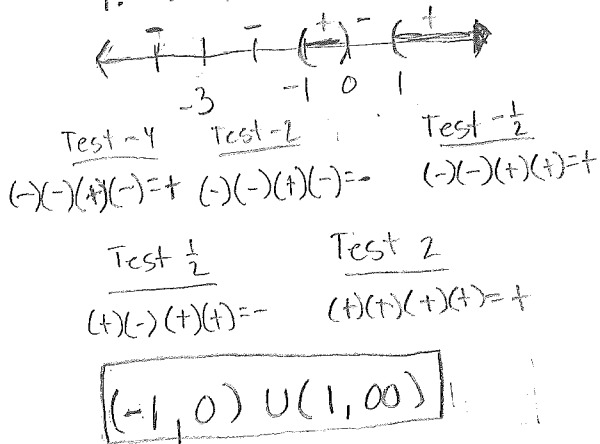 - - + - +
-3 -1 0 1
Test -4 Test -2 Test -1/2
(-)(-)(+)(-)=+ (-)(-)(+)(-)=- (-)(-)(+)(+)=+
Test 1/2 Test 2
(+)(-)(+)(+)=- (+)(+)(+)(+)=+
(-1,0) U (1,∞)